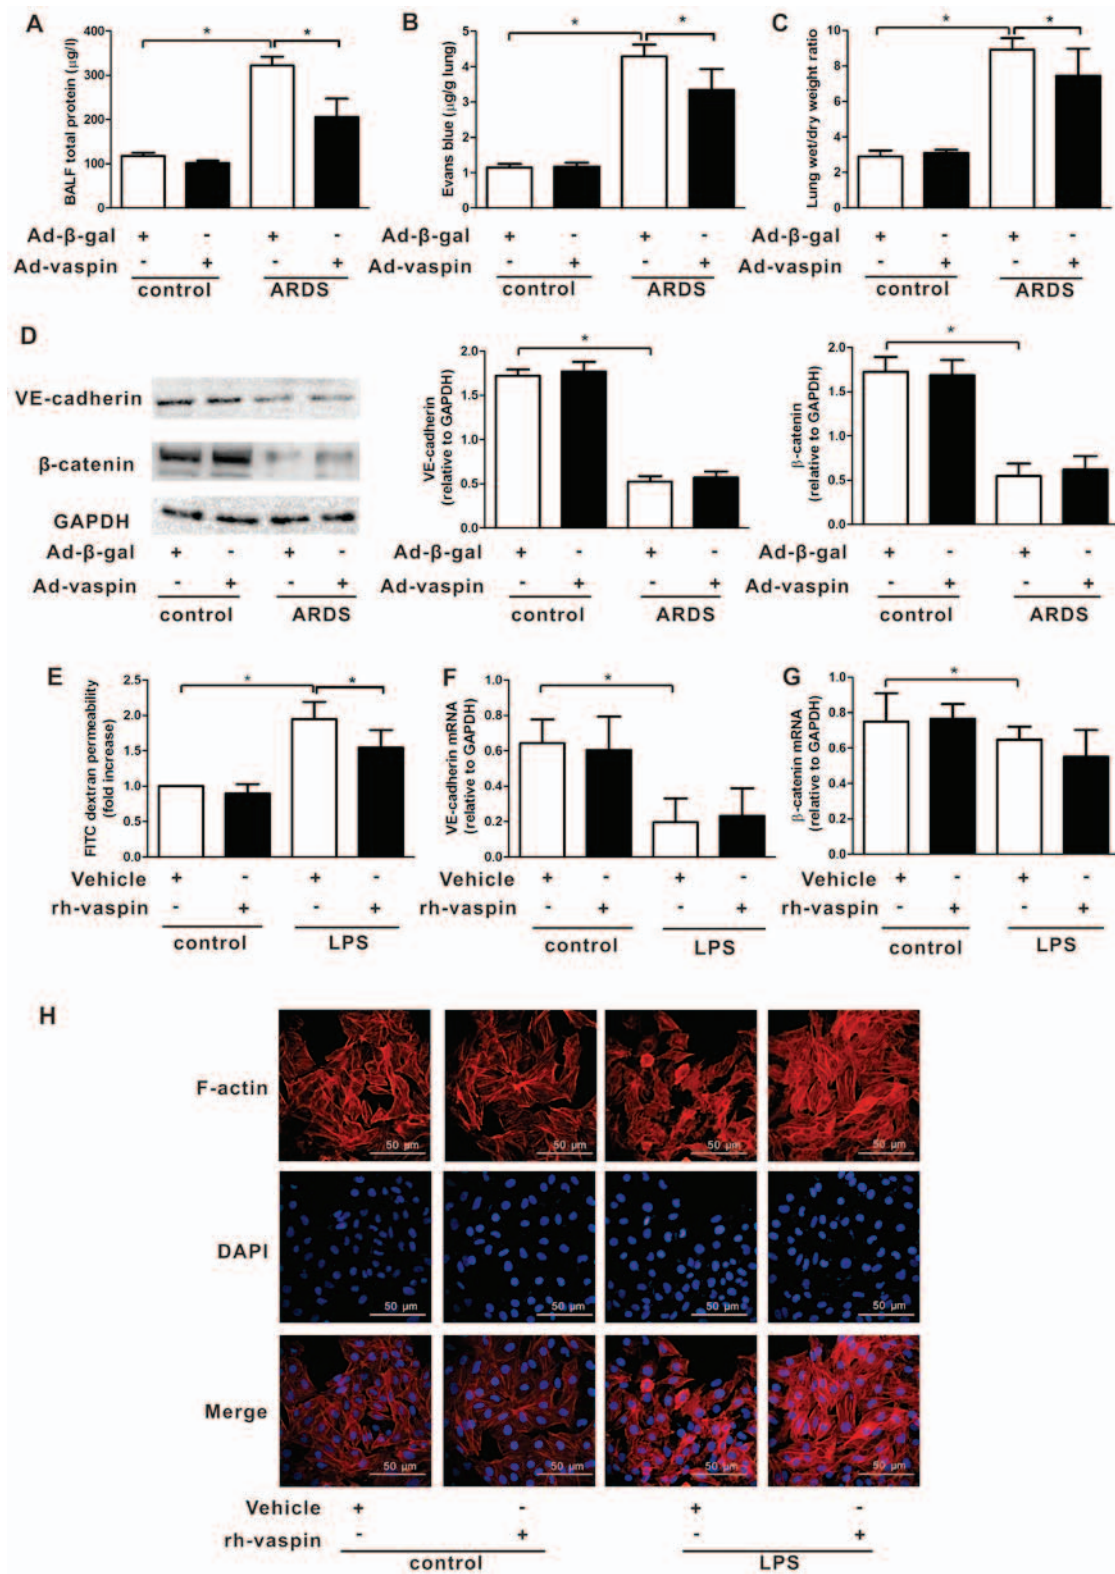 A
BALF total protein (µg/l)
400
300
200
100
0
*
*
Ad-β-gal + - + -
Ad-vaspin - + - +
control ARDS
B
Evans blue (µg/g lung)
5
4
3
2
1
0
*
*
+ - + -
Ad-vaspin - + - +
control ARDS
C
Lung wet/dry weight ratio
10
8
6
4
2
0
*
*
Ad-β-gal + - + -
Ad-vaspin - + - +
control ARDS
D
VE-cadherin
β-catenin
GAPDH
Ad-β-gal + - + -
Ad-vaspin - + - +
control ARDS
VE-cadherin
(relative to GAPDH)
2.0
1.5
1.0
0.5
0.0
*
Ad-β-gal + - + -
Ad-vaspin - + - +
control ARDS
β-catenin
(relative to GAPDH)
2.0
1.5
1.0
0.5
0.0
*
Ad-β-gal + - + -
Ad-vaspin - + - +
control ARDS
E
FITC dextran permeability
(fold increase)
2.5
2.0
1.5
1.0
0.5
0.0
*
*
Vehicle + - + -
rh-vaspin - + - +
control LPS
F
VE-cadherin mRNA
(relative to GAPDH)
1.0
0.8
0.6
0.4
0.2
0.0
*
Vehicle + - + -
rh-vaspin - + - +
control LPS
G
β-catenin mRNA
(relative to GAPDH)
1.0
0.8
0.6
0.4
0.2
0.0
*
Vehicle + - + -
rh-vaspin - + - +
control LPS
H
F-actin
50 µm 50 µm 50 µm 50 µm
DAPI
50 µm 50 µm 50 µm 50 µm
Merge
50 µm 50 µm 50 µm 50 µm
Vehicle + - + -
rh-vaspin - + - +
control LPS